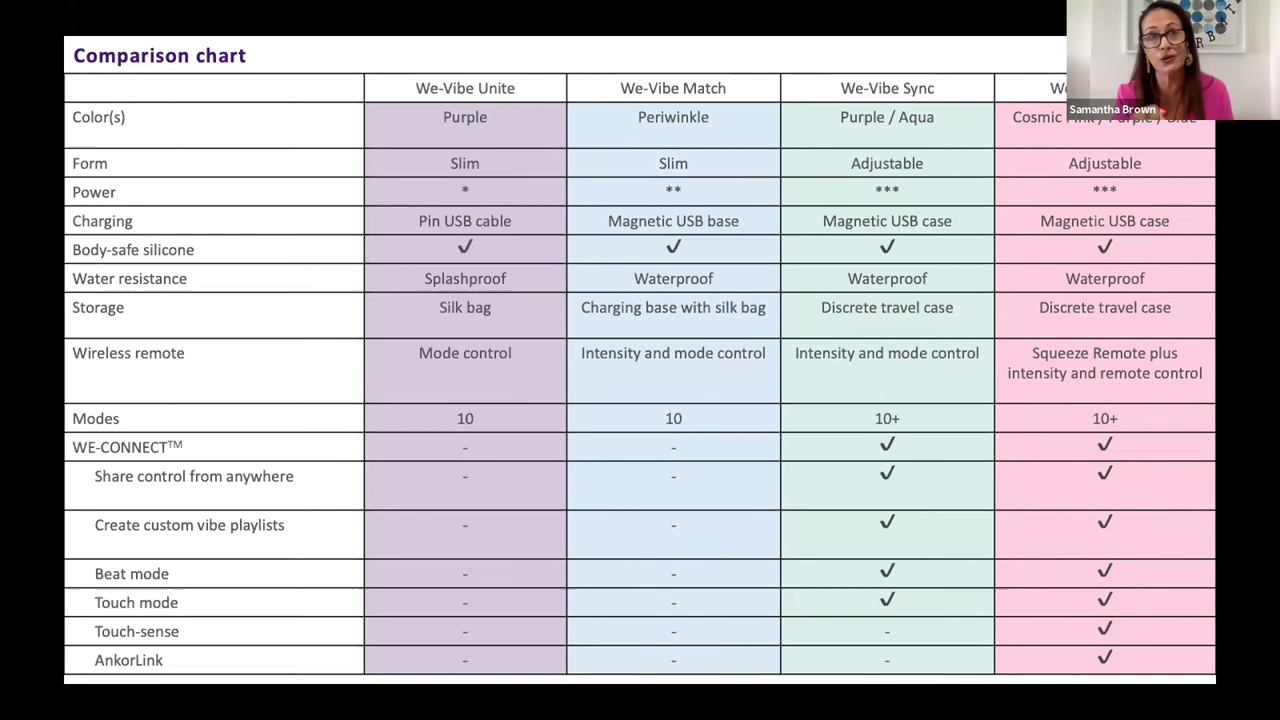 Comparison chart
We-Vibe Unite We-Vibe Match We-Vibe Sync
Color(s) Purple Periwinkle Purple / Aqua Cosmic
Form Slim Slim Adjustable Adjustable
Power * ** *** ***
Charging Pin USB cable Magnetic USB base Magnetic USB case Magnetic USB case
Body-safe silicone ✓ ✓ ✓ ✓
Water resistance Splashproof Waterproof Waterproof Waterproof
Storage Silk bag Charging base with silk bag Discrete travel case Discrete travel case
Wireless remote Mode control Intensity and mode control Intensity and mode control Squeeze Remote plus
intensity and remote control
Modes 10 10 10+ 10+
WE-CONNECT™ - - ✓ ✓
Share control from anywhere - - ✓ ✓
Create custom vibe playlists - - ✓ ✓
Beat mode - - ✓ ✓
Touch mode - - ✓ ✓
Touch-sense - - - ✓
AnkorLink - - - ✓
Samantha Brown